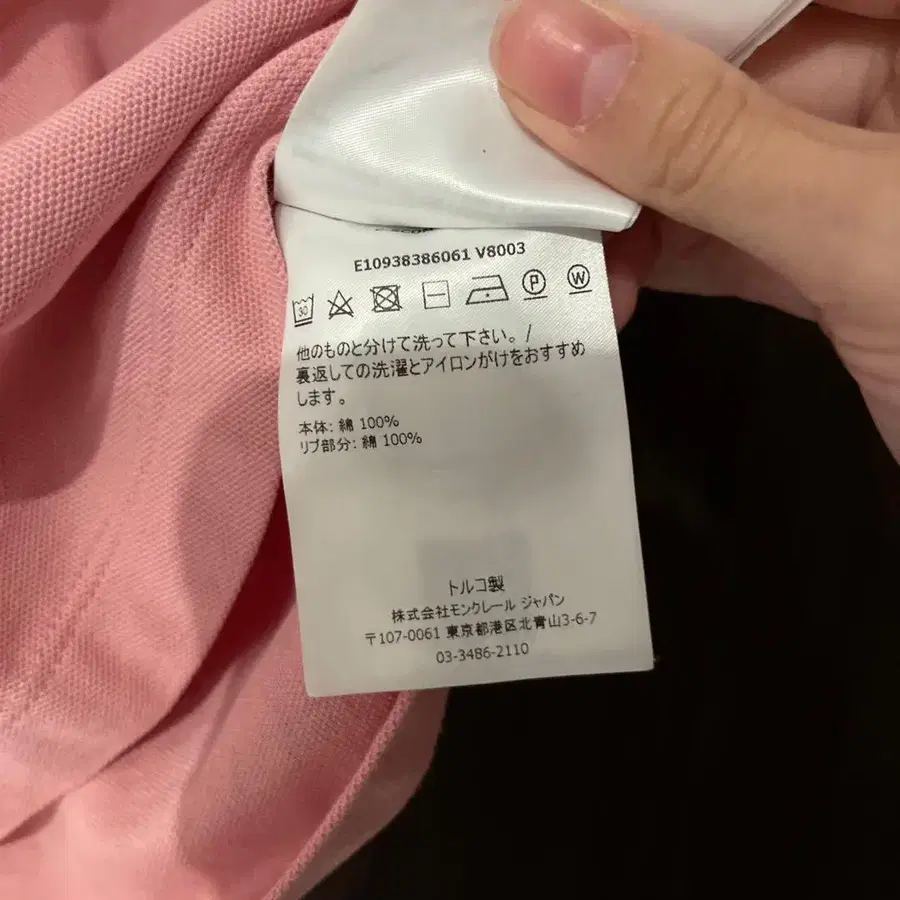 E10938386061 V8003
30
P
W
他のものと分けて洗って下さい。/
裏返しての洗濯とアイロンがけをおすすめ
します。
本体: 綿 100%
リブ部分: 綿 100%
トルコ製
株式会社モンクレール ジャパン
〒107-0061 東京都港区北青山3-6-7
03-3486-2110